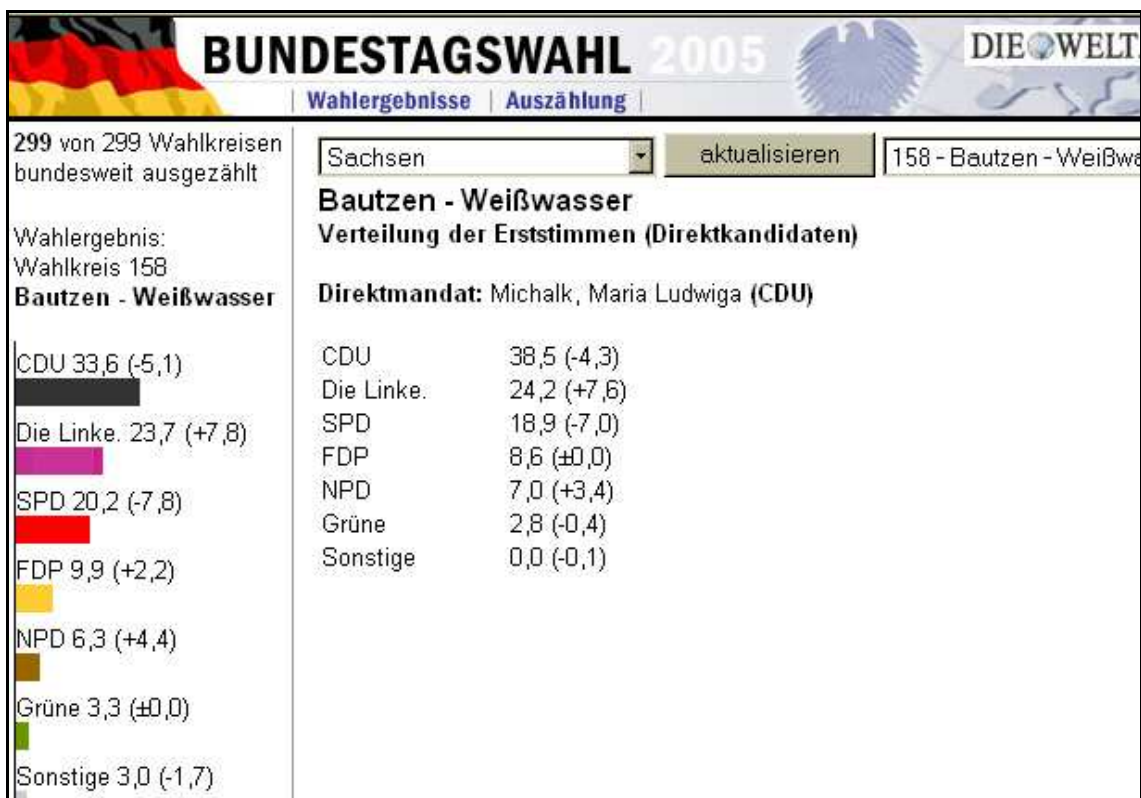 BUNDESTAGSWAHL 2005
DIE WELT
| Wahlergebnisse | Auszählung |
299 von 299 Wahlkreisen
bundesweit ausgezählt
Wahlergebnis:
Wahlkreis 158
Bautzen - Weißwasser
CDU 33,6 (-5,1)
Die Linke. 23,7 (+7,8)
SPD 20,2 (-7,8)
FDP 9,9 (+2,2)
NPD 6,3 (+4,4)
Grüne 3,3 (±0,0)
Sonstige 3,0 (-1,7)
Sachsen
aktualisieren
158 - Bautzen - Weißwa
Bautzen - Weißwasser
Verteilung der Erststimmen (Direktkandidaten)
Direktmandat: Michalk, Maria Ludwiga (CDU)
CDU 38,5 (-4,3)
Die Linke. 24,2 (+7,6)
SPD 18,9 (-7,0)
FDP 8,6 (±0,0)
NPD 7,0 (+3,4)
Grüne 2,8 (-0,4)
Sonstige 0,0 (-0,1)